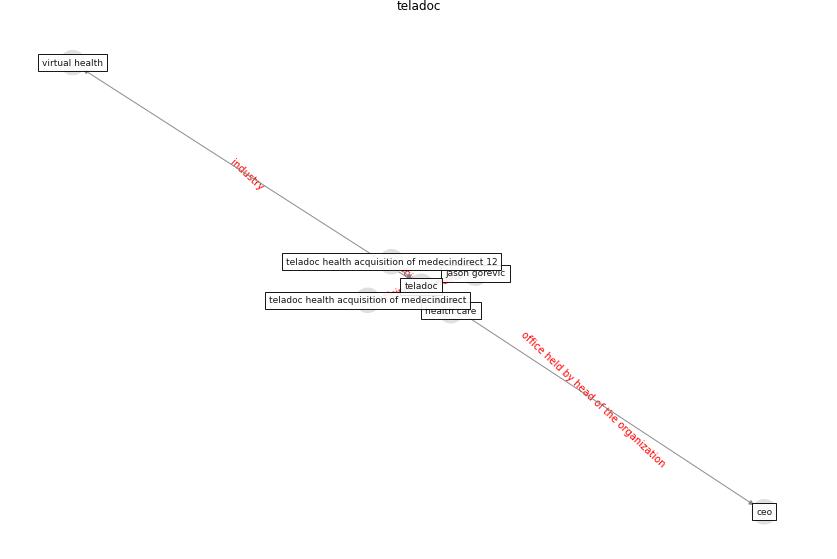 teladoc
virtual health
industry
teladoc health acquisition of medecindirect 12
jason gorevic
teladoc
teladoc health acquisition of medecindirect
health care
office held by head of the organization
ceo